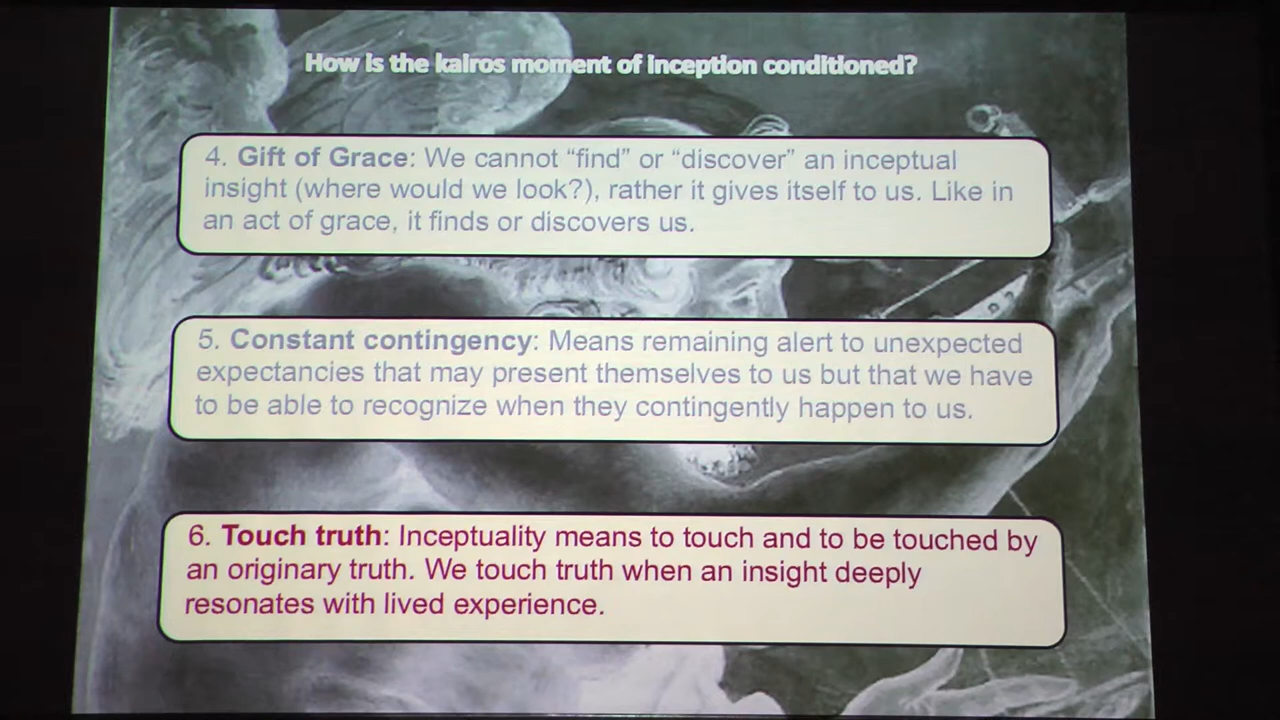 How is the kairos moment of inception conditioned?
4. Gift of Grace: We cannot “find” or “discover” an inceptual
insight (where would we look?), rather it gives itself to us. Like in
an act of grace, it finds or discovers us.
5. Constant contingency: Means remaining alert to unexpected
expectancies that may present themselves to us but that we have
to be able to recognize when they contingently happen to us.
6. Touch truth: Inceptuality means to touch and to be touched by
an originary truth. We touch truth when an insight deeply
resonates with lived experience.